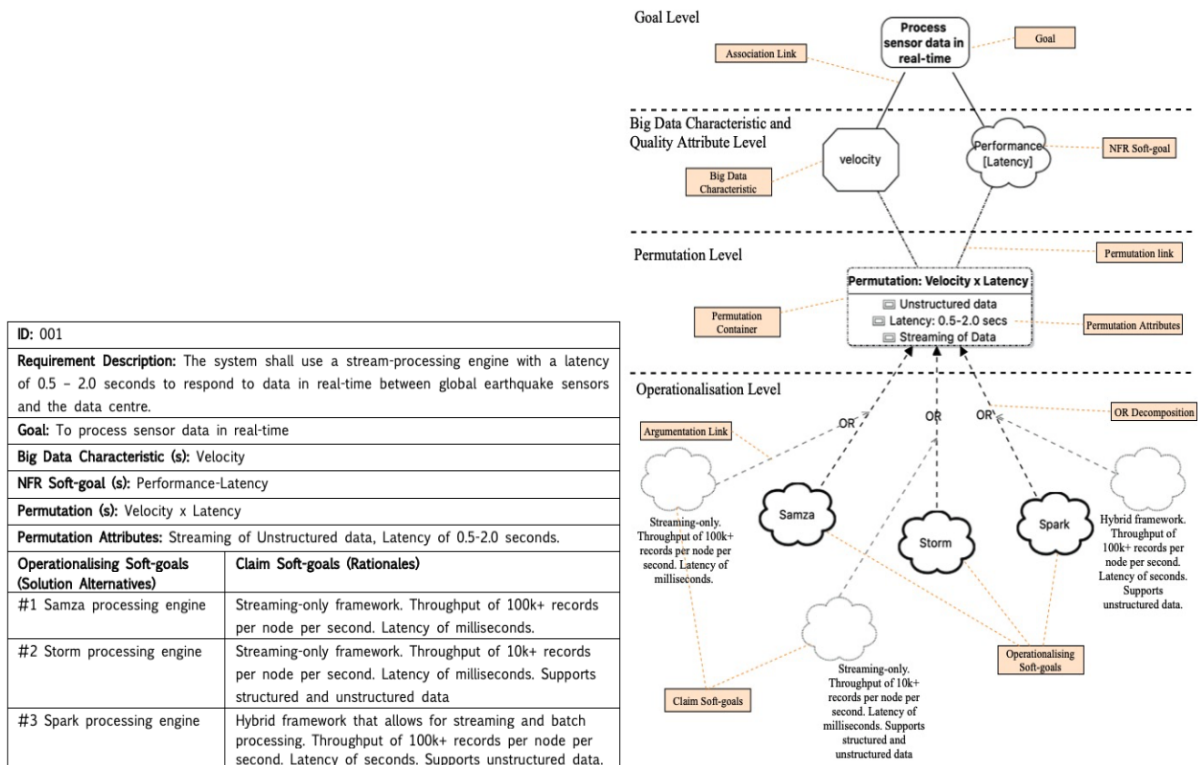 ID: 001
Requirement Description: The system shall use a stream-processing engine with a latency
of 0.5 – 2.0 seconds to respond to data in real-time between global earthquake sensors
and the data centre.
Goal: To process sensor data in real-time
Big Data Characteristic (s): Velocity
NFR Soft-goal (s): Performance-Latency
Permutation (s): Velocity x Latency
Permutation Attributes: Streaming of Unstructured data, Latency of 0.5-2.0 seconds.
Operationalising Soft-goals
(Solution Alternatives)
Claim Soft-goals (Rationales)
#1 Samza processing engine
Streaming-only framework. Throughput of 100k+ records
per node per second. Latency of milliseconds.
#2 Storm processing engine
Streaming-only framework. Throughput of 10k+ records
per node per second. Latency of milliseconds. Supports
structured and unstructured data
#3 Spark processing engine
Hybrid framework that allows for streaming and batch
processing. Throughput of 100k+ records per node per
second. Latency of seconds. Supports unstructured data.
Goal Level
Process
sensor data in
real-time
Goal
Association Link
Big Data Characteristic and
Quality Attribute Level
velocity
Performance
[Latency]
NFR Soft-goal
Big Data
Characteristic
Permutation Level
Permutation link
Permutation: Velocity x Latency
Unstructured data
Latency: 0.5-2.0 secs
Streaming of Data
Permutation
Container
Permutation Attributes
Operationalisation Level
OR
OR
OR
OR Decomposition
Argumentation Link
Samza
Storm
Spark
Streaming-only.
Throughput of 100k+
records per node per
second. Latency of
milliseconds.
Hybrid framework.
Throughput of
100k+ records per
node per second.
Latency of seconds.
Supports
unstructured data.
Operationalising
Soft-goals
Claim Soft-goals
Streaming-only.
Throughput of 10k+
records per node per
second. Latency of
milliseconds. Supports
structured and
unstructured data